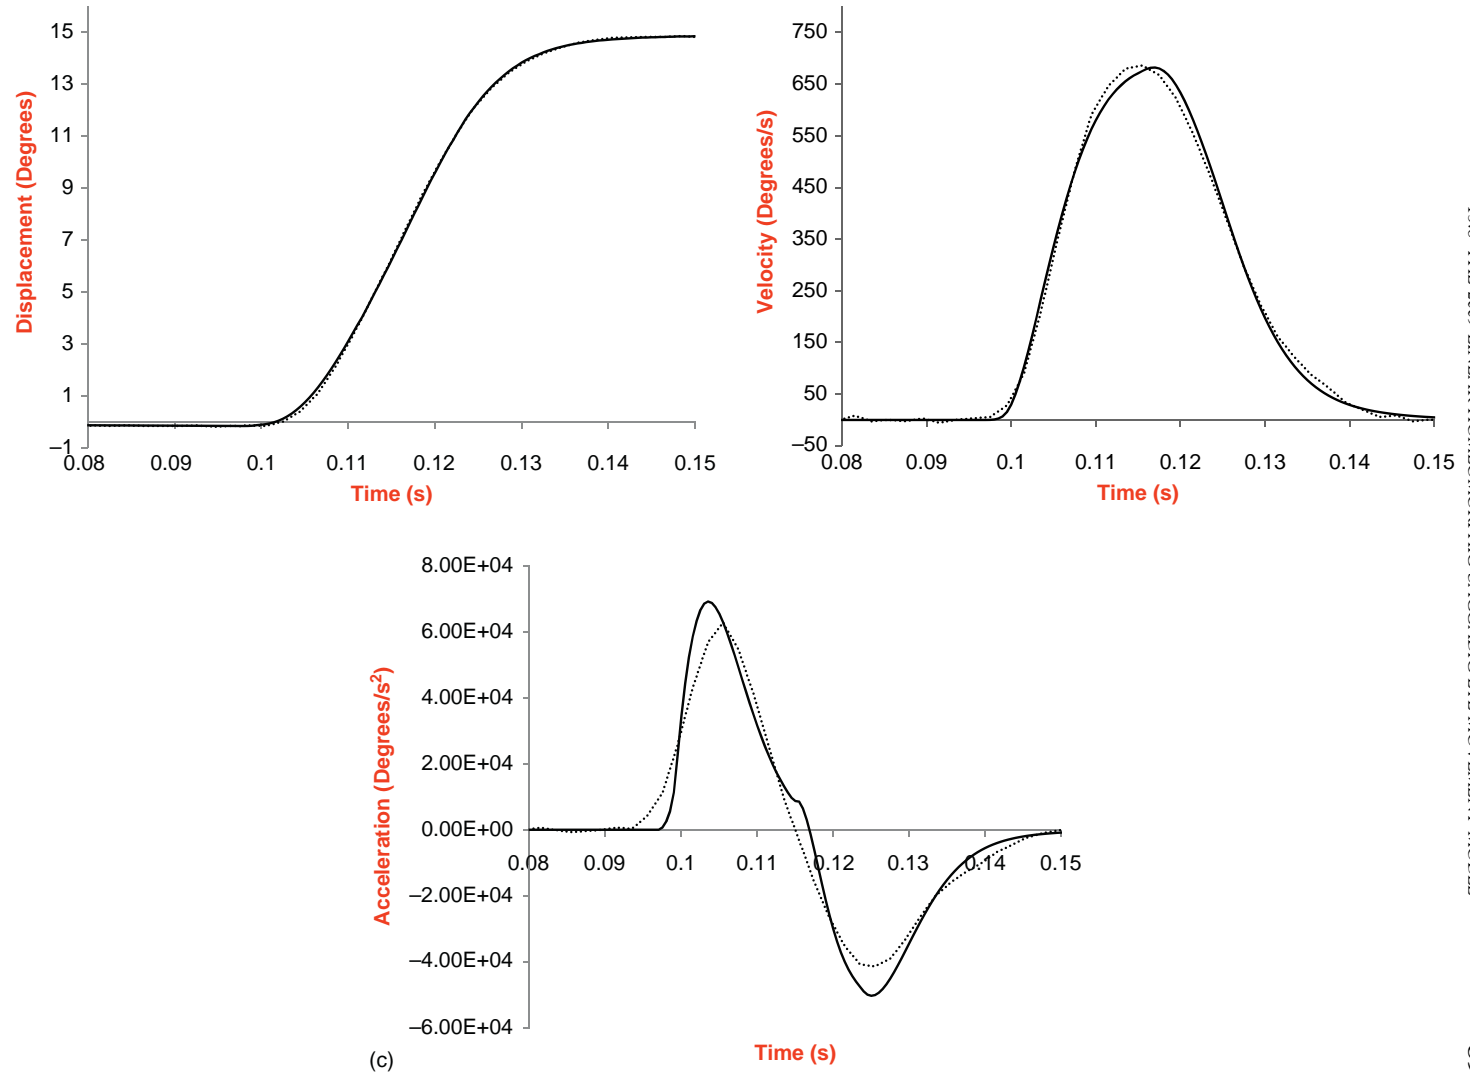 15
13
11
9
7
5
3
1
–1
0.08 0.09 0.1 0.11 0.12 0.13 0.14 0.15
Displacement (Degrees)
Time (s)
750
650
550
450
350
250
150
50
–50
0.08 0.09 0.1 0.11 0.12 0.13 0.14 0.15
Velocity (Degrees/s)
Time (s)
8.00E+04
6.00E+04
4.00E+04
2.00E+04
0.00E+00
–2.00E+04
–4.00E+04
–6.00E+04
0.08 0.09 0.1 0.11 0.12 0.13 0.14 0.15
Acceleration (Degrees/s²)
Time (s)
(c)